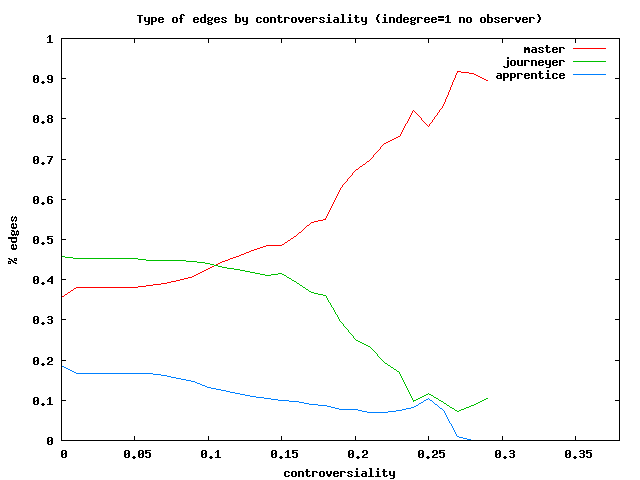 Type of edges by controversiality (indegree=1 no observer)
master
journeyer
apprentice
% edges
1
0.9
0.8
0.7
0.6
0.5
0.4
0.3
0.2
0.1
0
0 0.05 0.1 0.15 0.2 0.25 0.3 0.35
controversiality